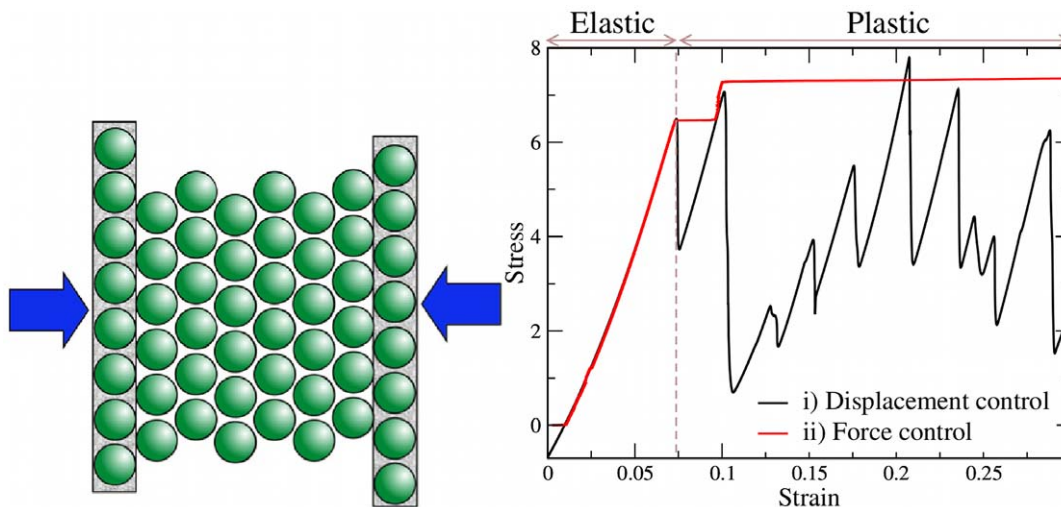 Elastic
Plastic
8
6
4
2
0
Stress
i) Displacement control
ii) Force control
0.05
0.1
0.15
0.2
0.25
Strain